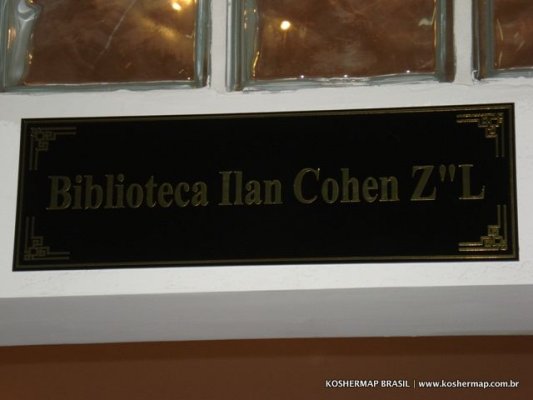 Biblioteca Ilan Cohen Z"L
KOSHERMAP BRASIL | www.koshermap.com.br